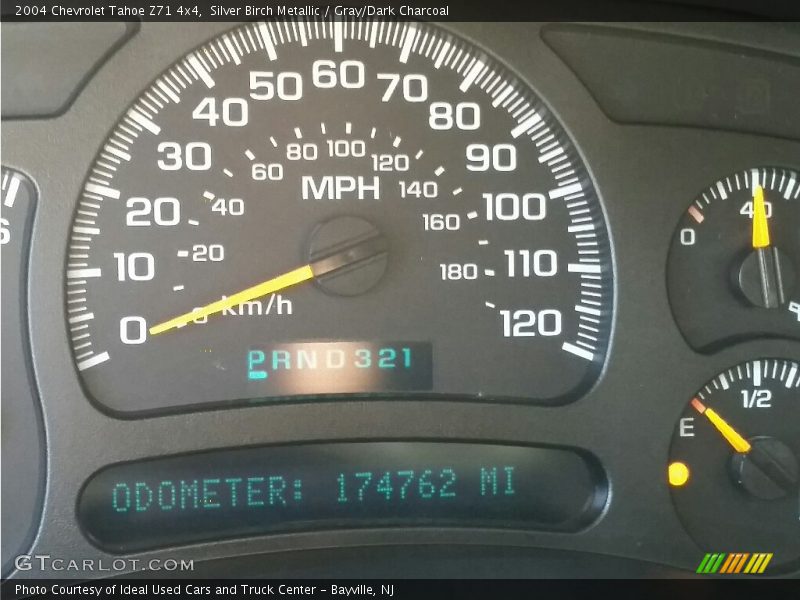 2004 Chevrolet Tahoe Z71 4x4, Silver Birch Metallic / Gray/Dark Charcoal
0 10 20 30 40 50 60 70 80 90 100 110 120
MPH
0 20 40 60 80 100 120 140 160 180
km/h
PRND321
ODOMETER: 174762 MI
0 40
E 1/2
GTCARLOT.COM
Photo Courtesy of Ideal Used Cars and Truck Center – Bayville, NJ